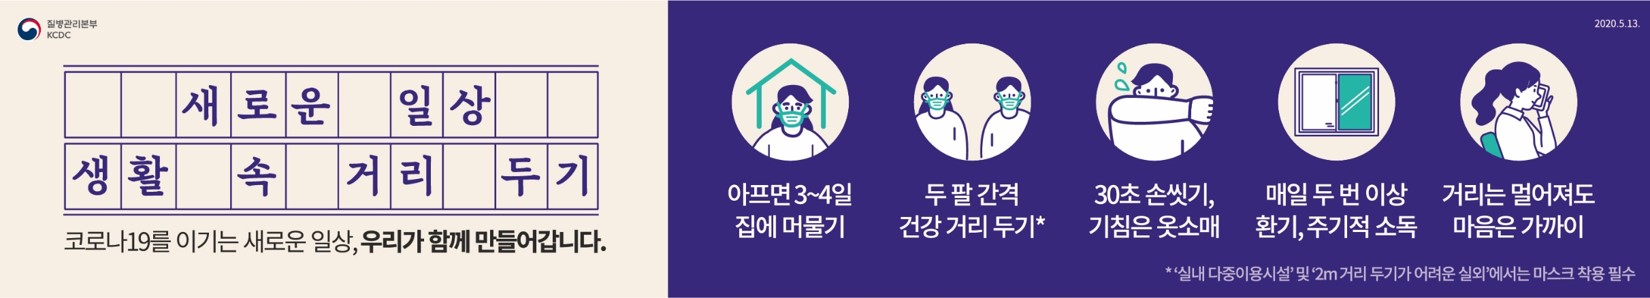 질병관리본부
KCDC
새로운 일상
생활 속 거리 두기
코로나19를 이기는 새로운 일상, 우리가 함께 만들어갑니다.
2020.5.13.
아프면 3~4일
집에 머물기
두 팔 간격
건강 거리 두기*
30초 손씻기,
기침은 옷소매
매일 두 번 이상
환기, 주기적 소독
거리는 멀어져도
마음은 가까이
* ‘실내 다중이용시설’ 및 ‘2m 거리 두기가 어려운 실외’에서는 마스크 착용 필수